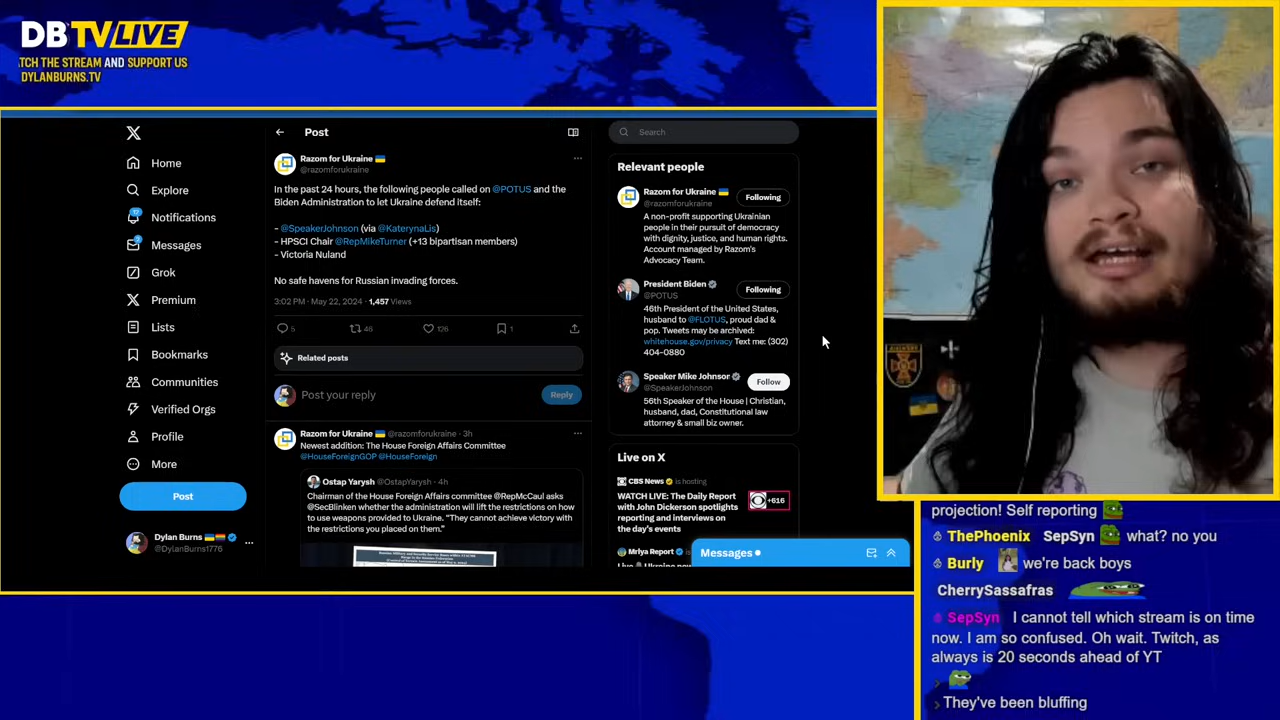 DBTV LIVE
ATCH THE STREAM AND SUPPORT US
DYLANBURNS.TV
Home
Explore
17
Notifications
Messages
Grok
Premium
Lists
Bookmarks
Communities
Verified Orgs
Profile
More
Post
Dylan Burns
@DylanBurns1776
Post
Razom for Ukraine
@razomforukraine
In the past 24 hours, the following people called on @POTUS and the
Biden Administration to let Ukraine defend itself:
- @SpeakerJohnson (via @KaterynaLis)
- HPSCI Chair @RepMikeTurner (+13 bipartisan members)
- Victoria Nuland
No safe havens for Russian invading forces.
3:02 PM · May 22, 2024 · 1,457 Views
5 46 126 1
Related posts
Post your reply
Reply
Razom for Ukraine @razomforukraine · 3h
Newest addition: The House Foreign Affairs Committee
@HouseForeignGOP @HouseForeign
Ostap Yarysh @OstapYarysh · 4h
Chairman of the House Foreign Affairs committee @RepMcCaul asks
@SecBlinken whether the administration will lift the restrictions on how
to use weapons provided to Ukraine. "They cannot achieve victory with
the restrictions you placed on them."
Search
Relevant people
Razom for Ukraine
@razomforukraine
Following
A non-profit supporting Ukrainian
people in their pursuit of democracy
with dignity, justice, and human rights.
Account managed by Razom's
Advocacy Team.
President Biden
@POTUS
Following
46th President of the United States,
husband to @FLOTUS, proud dad &
pop. Tweets may be archived:
whitehouse.gov/privacy Text me: (302)
404-0880
Speaker Mike Johnson
@SpeakerJohnson
Follow
56th Speaker of the House | Christian,
husband, dad, Constitutional law
attorney & small biz owner.
Live on X
CBS News is hosting
WATCH LIVE: The Daily Report
with John Dickerson spotlights
reporting and interviews on
the day's events
+616
Mriya Report
Messages
projection! Self reporting
ThePhoenix SepSyn what? no you
Burly we're back boys
CherrySassafras
SepSyn I cannot tell which stream is on time
now. I am so confused. Oh wait. Twitch, as
always is 20 seconds ahead of YT
They've been bluffing